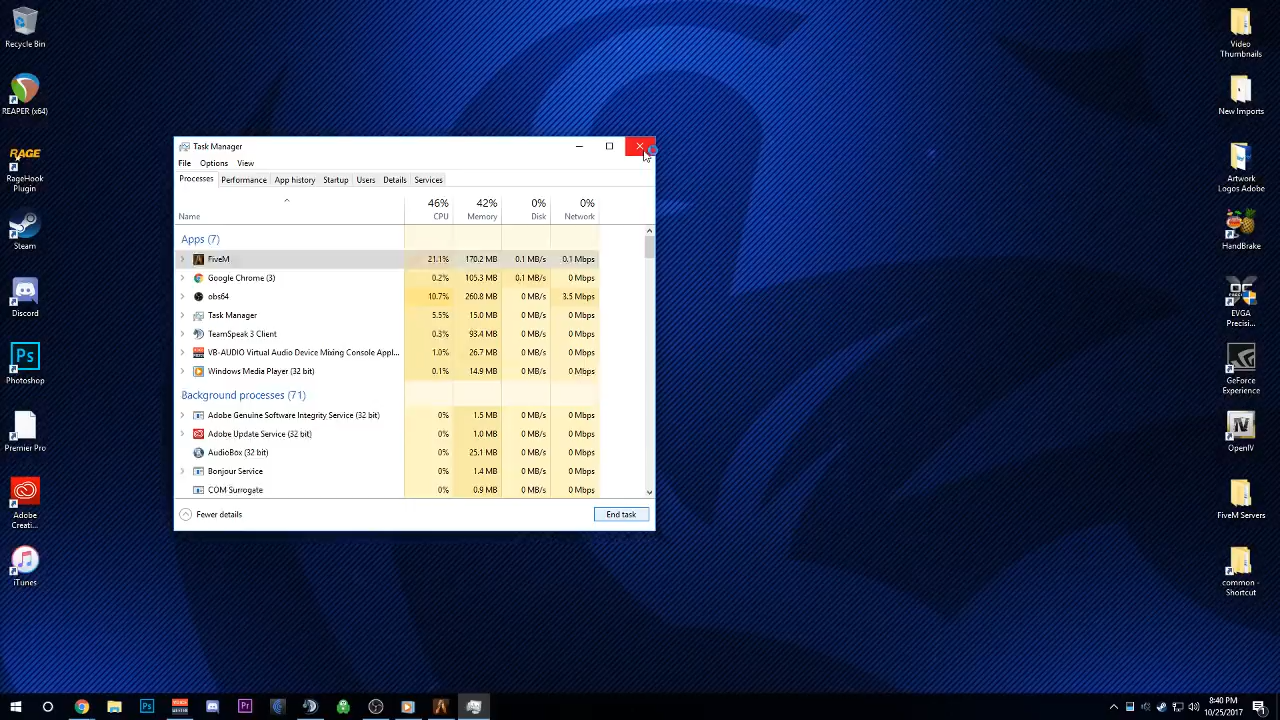 Recycle Bin
REAPER (x64)
RAGE
RageHook
Plugin
Steam
Discord
Ps
Photoshop
Premier Pro
Adobe
Creati...
iTunes
Task Manager
File Options View
Processes Performance App history Startup Users Details Services
46% 42% 0% 0%
Name CPU Memory Disk Network
Apps (7)
FiveM 21.1% 170.2 MB 0.1 MB/s 0.1 Mbps
Google Chrome (3) 0.2% 105.3 MB 0.1 MB/s 0 Mbps
obs64 10.7% 260.8 MB 0 MB/s 3.5 Mbps
Task Manager 5.5% 15.0 MB 0 MB/s 0 Mbps
TeamSpeak 3 Client 0.3% 93.4 MB 0 MB/s 0 Mbps
VB-AUDIO Virtual Audio Device Mixing Console Appl... 1.0% 26.7 MB 0 MB/s 0 Mbps
Windows Media Player (32 bit) 0.1% 14.9 MB 0 MB/s 0 Mbps
Background processes (71)
Adobe Genuine Software Integrity Service (32 bit) 0% 1.5 MB 0 MB/s 0 Mbps
Adobe Update Service (32 bit) 0% 1.0 MB 0 MB/s 0 Mbps
AudioBox (32 bit) 0% 25.1 MB 0 MB/s 0 Mbps
Bonjour Service 0% 1.4 MB 0 MB/s 0 Mbps
COM Surrogate 0% 0.9 MB 0 MB/s 0 Mbps
Fewer details End task
Video
Thumbnails
New Imports
Artwork
Logos Adobe
HandBrake
EVGA
Precisi...
GeForce
Experience
IV
OpenIV
FiveM Servers
common -
Shortcut
Ps Pr
8:40 PM
10/25/2017